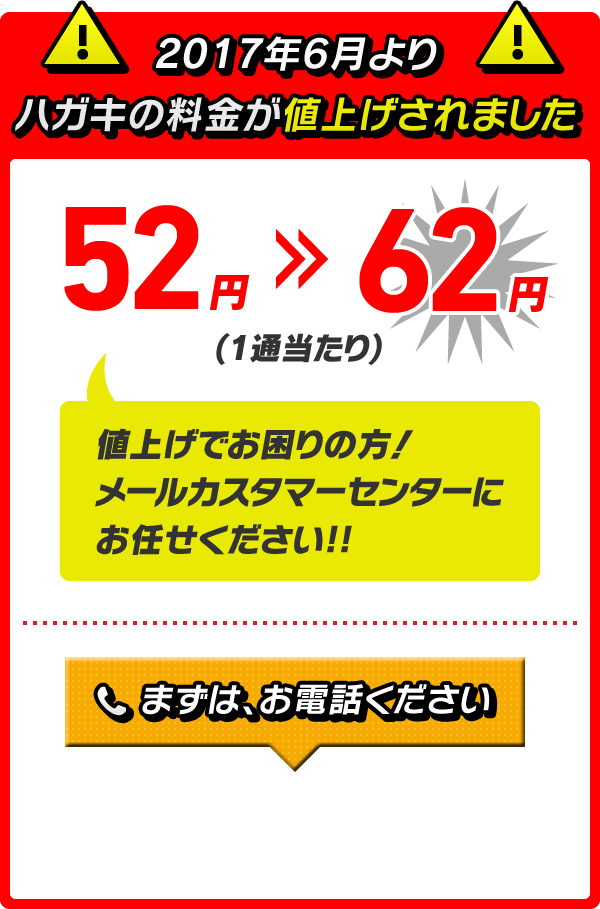 2017年6月より
ハガキの料金が値上げされました
52円 » 62円
(1通当たり)
値上げでお困りの方!
メールカスタマーセンターに
お任せください!!
まずは、お電話ください